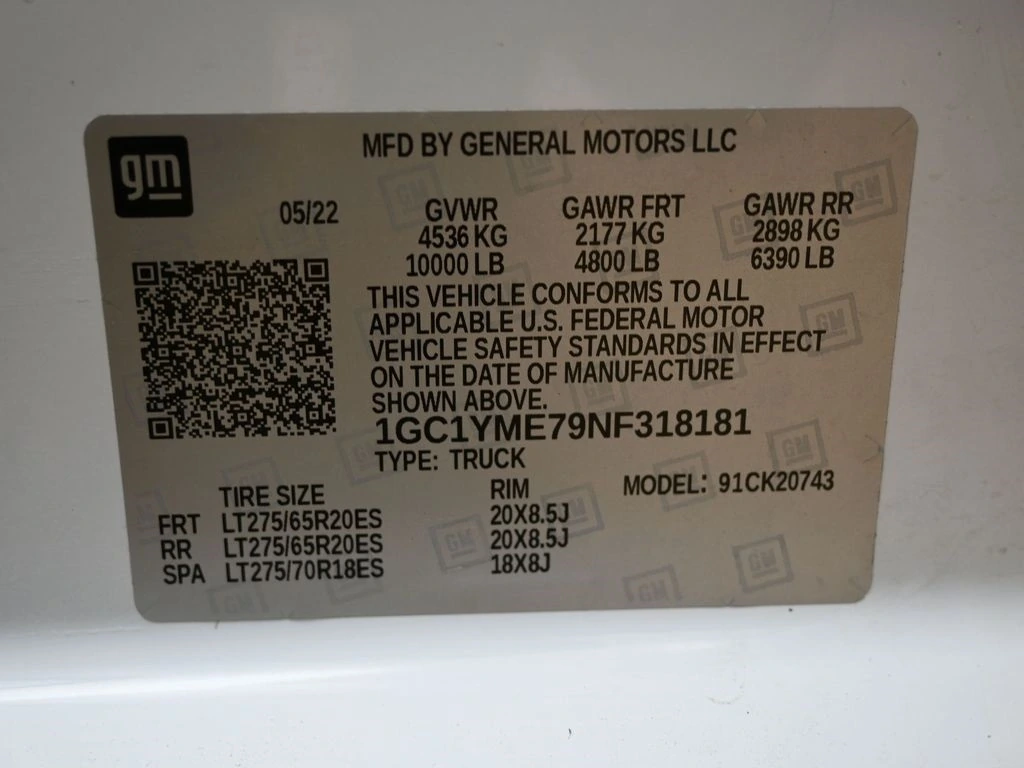 gm
MFD BY GENERAL MOTORS LLC
05/22 GVWR GAWR FRT GAWR RR
4536 KG 2177 KG 2898 KG
10000 LB 4800 LB 6390 LB
THIS VEHICLE CONFORMS TO ALL
APPLICABLE U.S. FEDERAL MOTOR
VEHICLE SAFETY STANDARDS IN EFFECT
ON THE DATE OF MANUFACTURE
SHOWN ABOVE.
1GC1YME79NF318181
TYPE: TRUCK
TIRE SIZE RIM MODEL: 91CK20743
FRT LT275/65R20ES 20X8.5J
RR LT275/65R20ES 20X8.5J
SPA LT275/70R18ES 18X8J